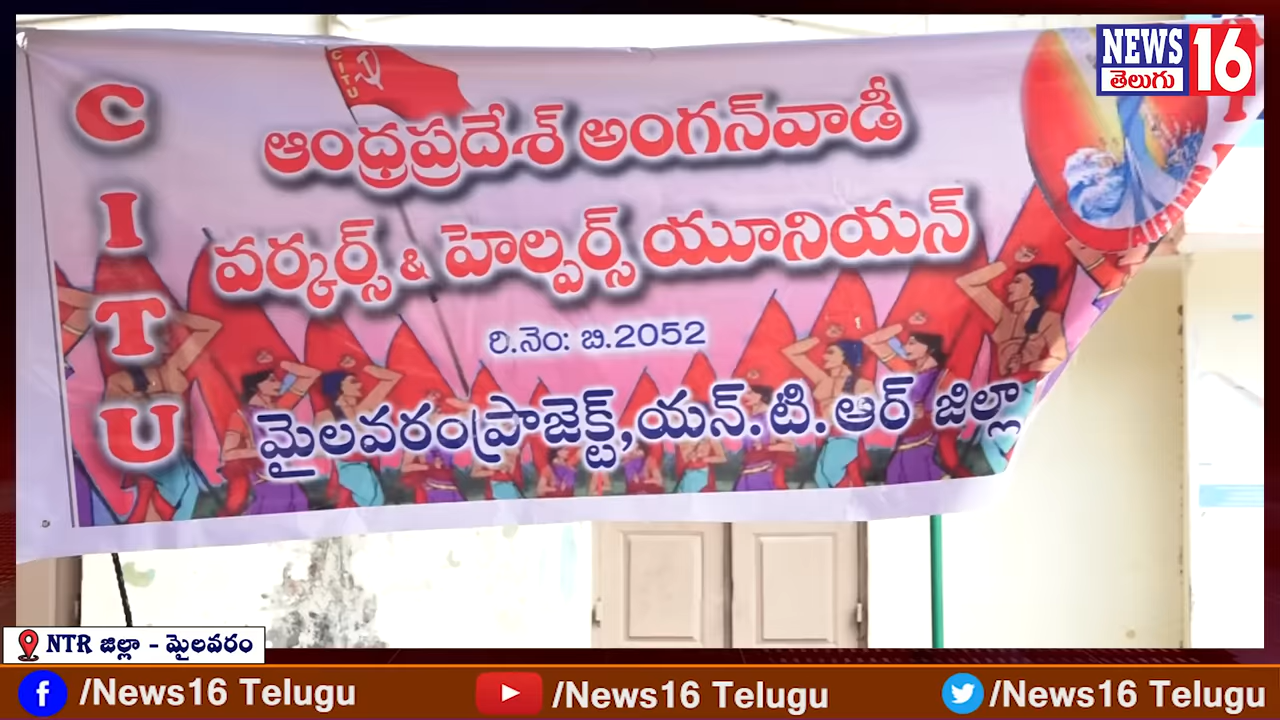 NEWS 16
తెలుగు
C I T U
CITU
ఆంధ్రప్రదేశ్ అంగన్‌వాడీ
వర్కర్స్ & హెల్పర్స్ యూనియన్
రి.నెం: బి.2052
మైలవరంప్రాజెక్ట్,యన్.టి.ఆర్ జిల్లా
NTR జిల్లా - మైలవరం
/News16 Telugu
/News16 Telugu
/News16 Telugu